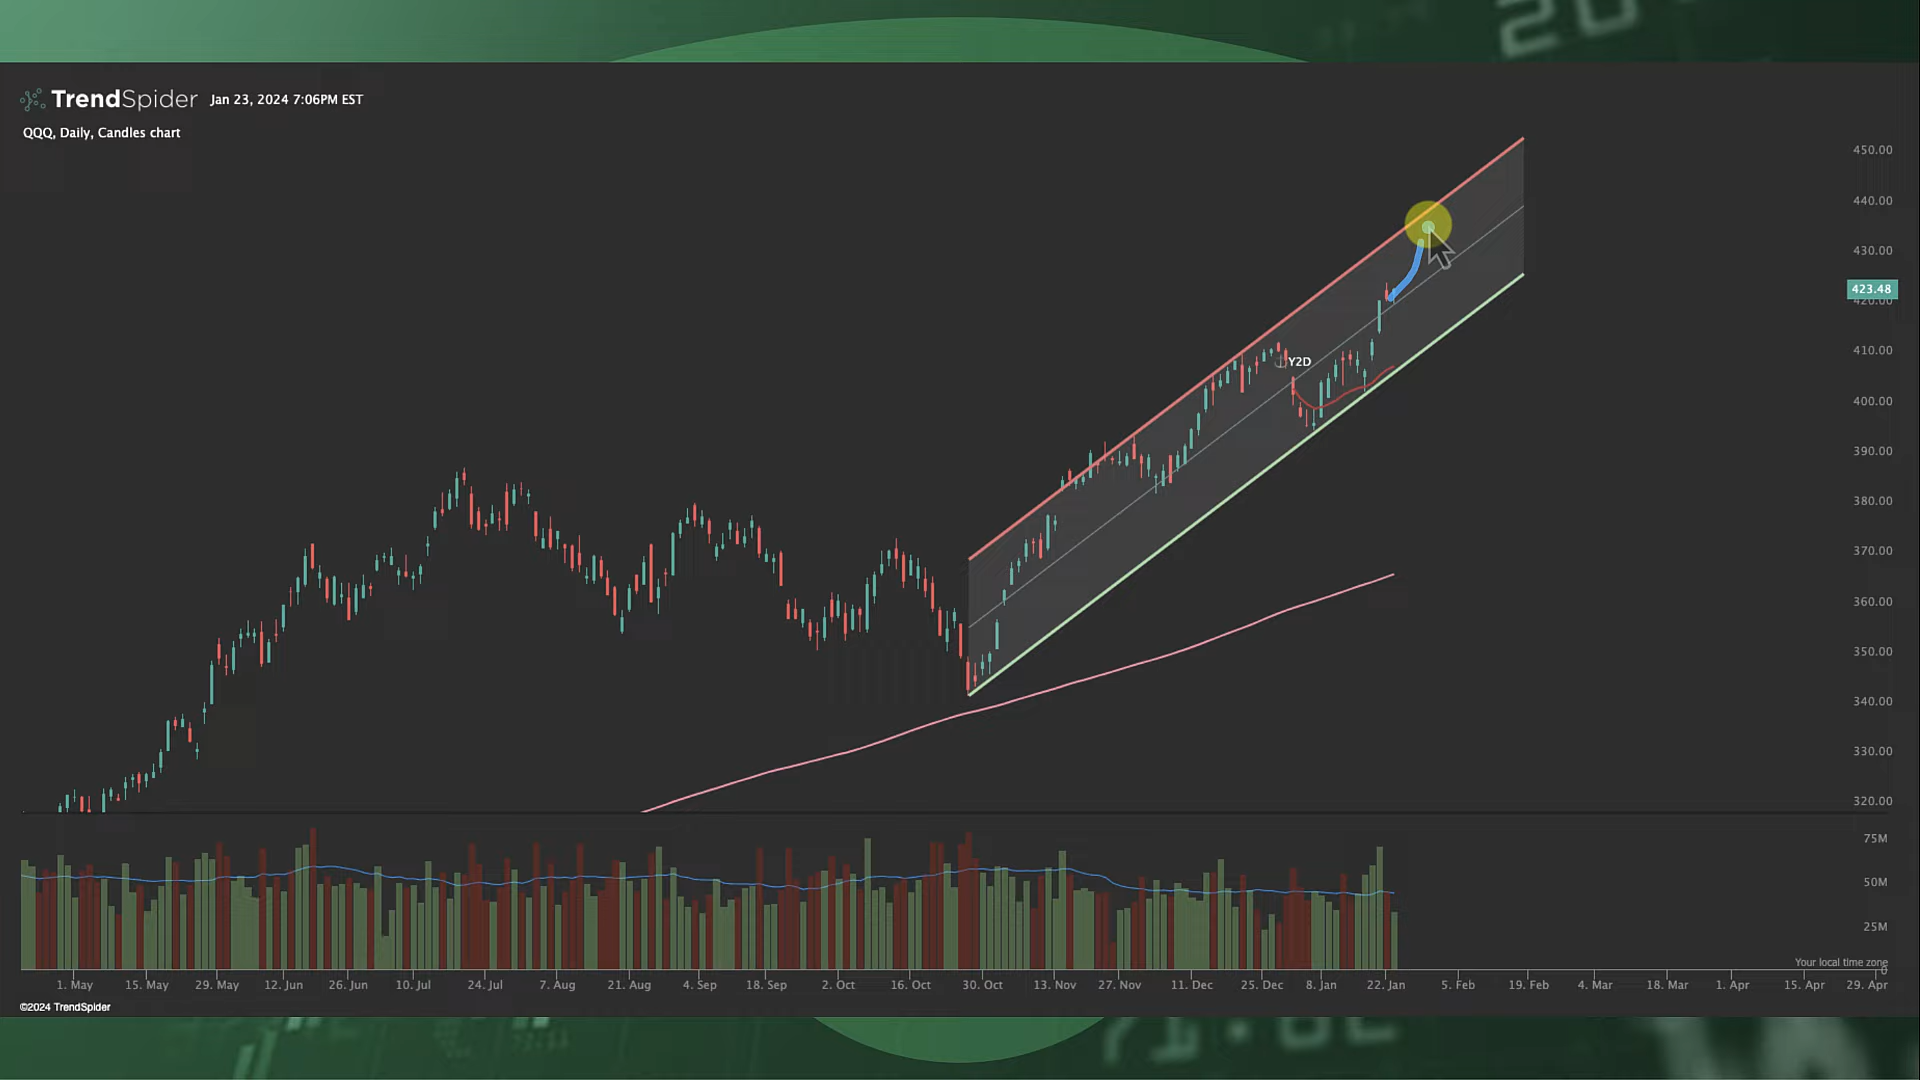 20
TrendSpider Jan 23, 2024 7:06PM EST
QQQ, Daily, Candles chart
450.00
440.00
430.00
423.48
420.00
410.00
Y2D
400.00
390.00
380.00
370.00
360.00
350.00
340.00
330.00
320.00
75M
50M
25M
Your local time zone
0
1. May 15. May 29. May 12. Jun 26. Jun 10. Jul 24. Jul 7. Aug 21. Aug 4. Sep 18. Sep 2. Oct 16. Oct 30. Oct 13. Nov 27. Nov 11. Dec 25. Dec 8. Jan 22. Jan 5. Feb 19. Feb 4. Mar 18. Mar 1. Apr 15. Apr 29. Apr
©2024 TrendSpider